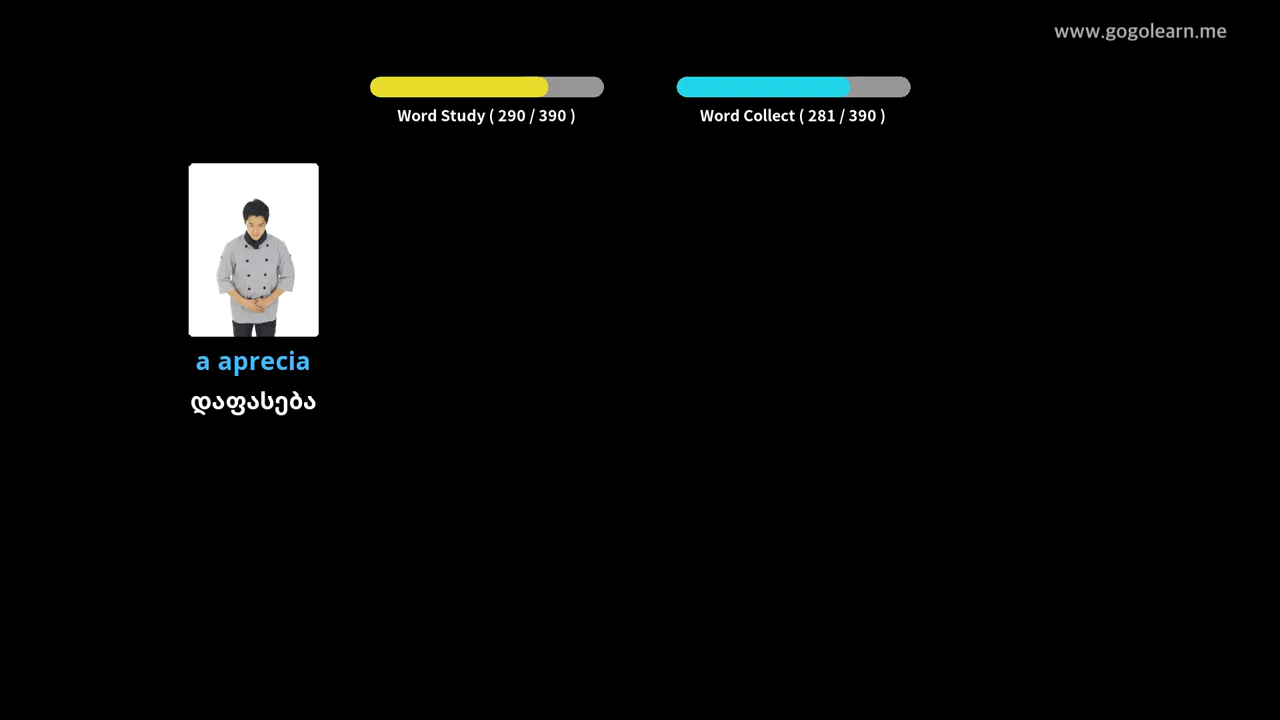 www.gogolearn.me
Word Study ( 290 / 390 )
Word Collect ( 281 / 390 )
a aprecia
დაფასება